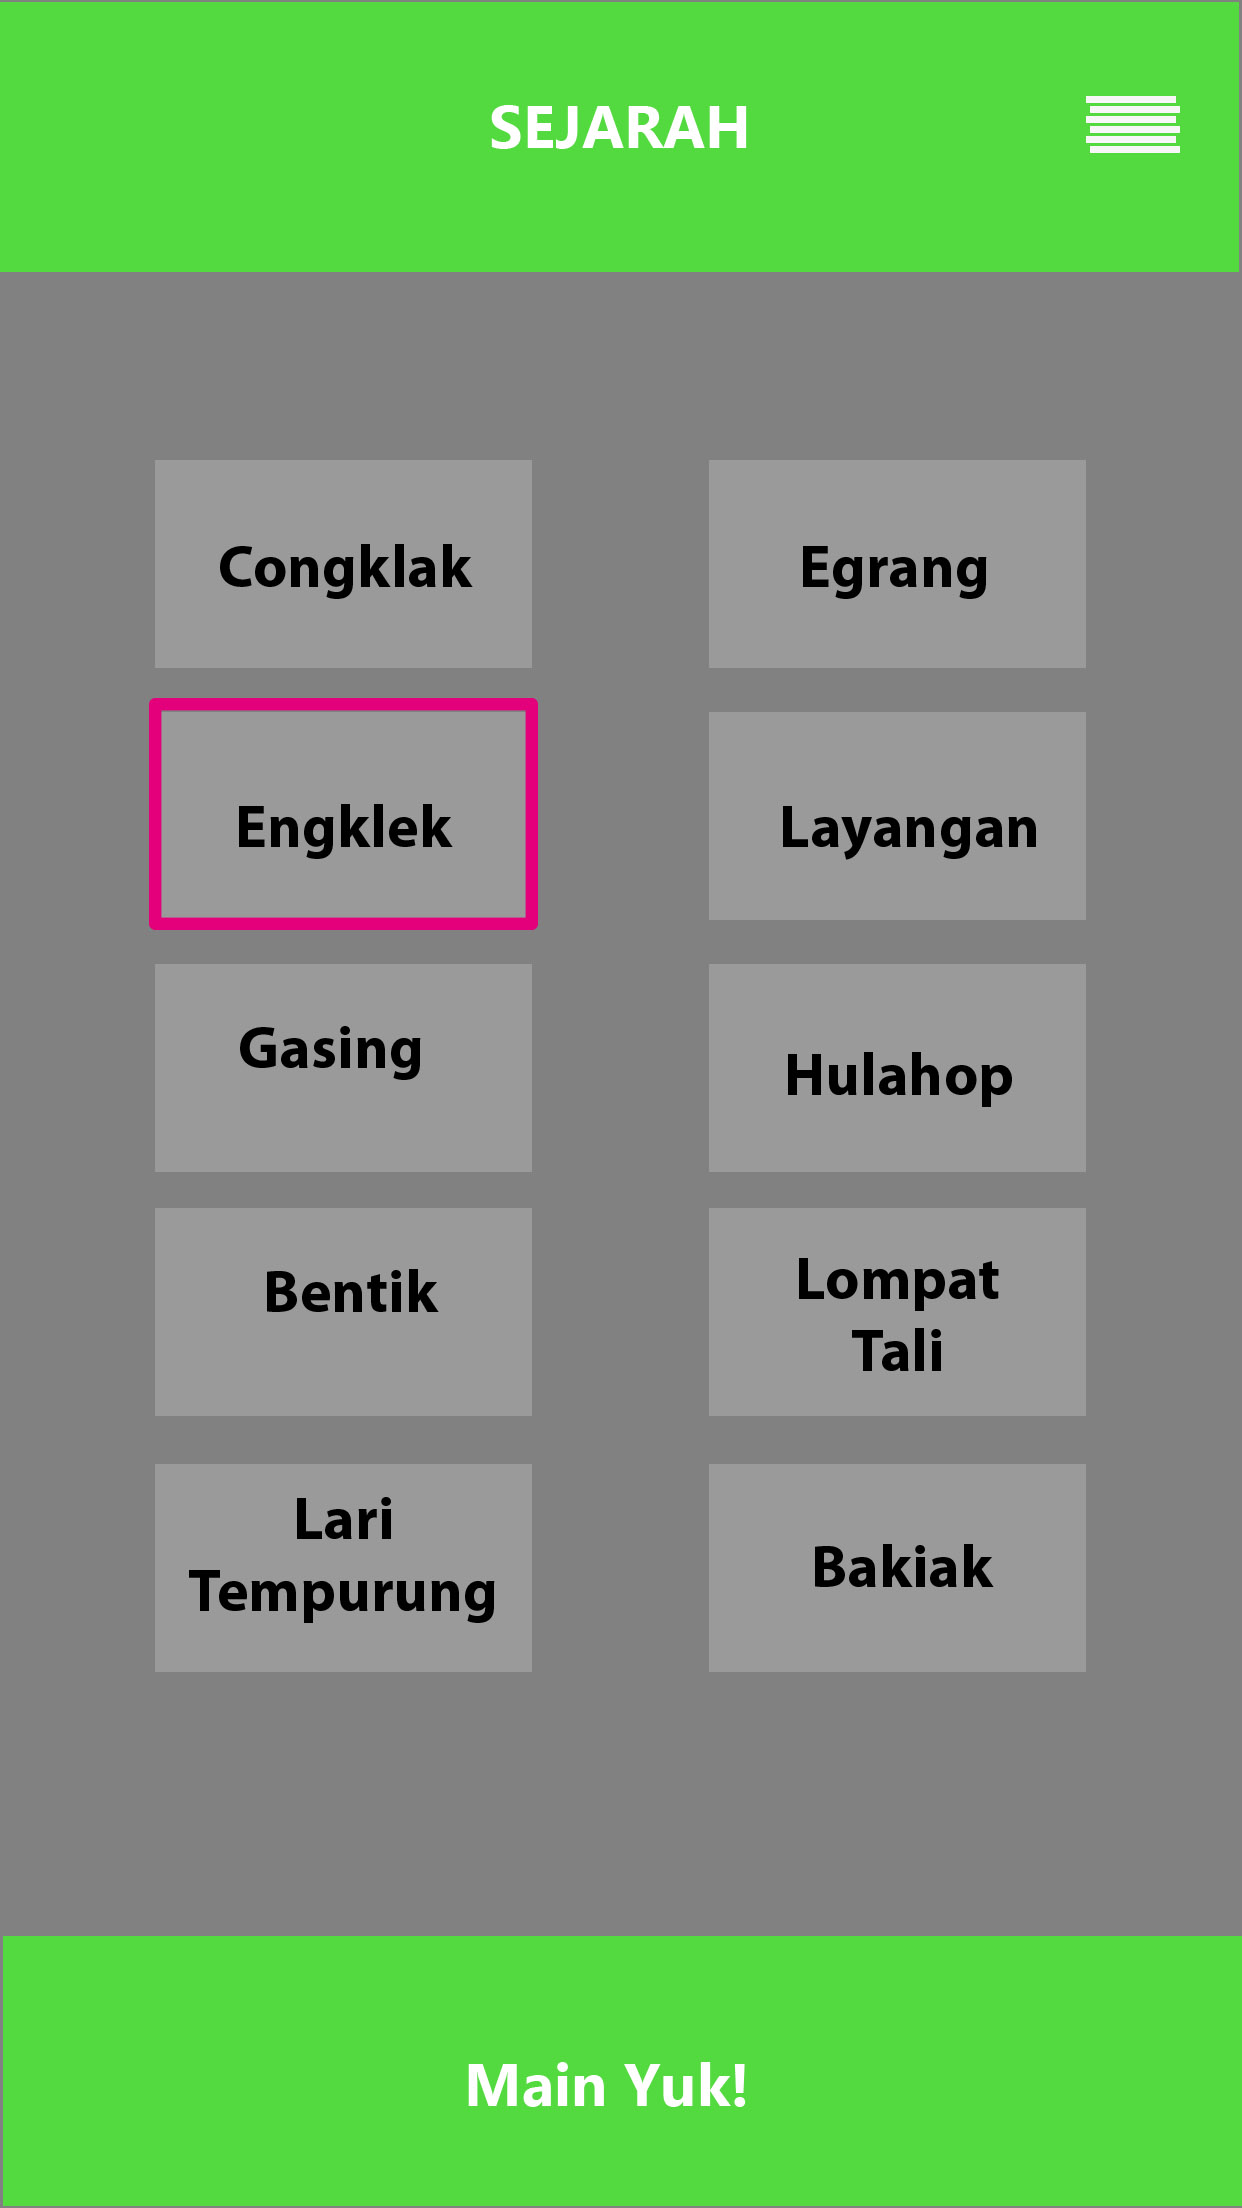 SEJARAH
Congklak
Egrang
Engklek
Layangan
Gasing
Hulahop
Bentik
Lompat
Tali
Lari
Tempurung
Bakiak
Main Yuk!